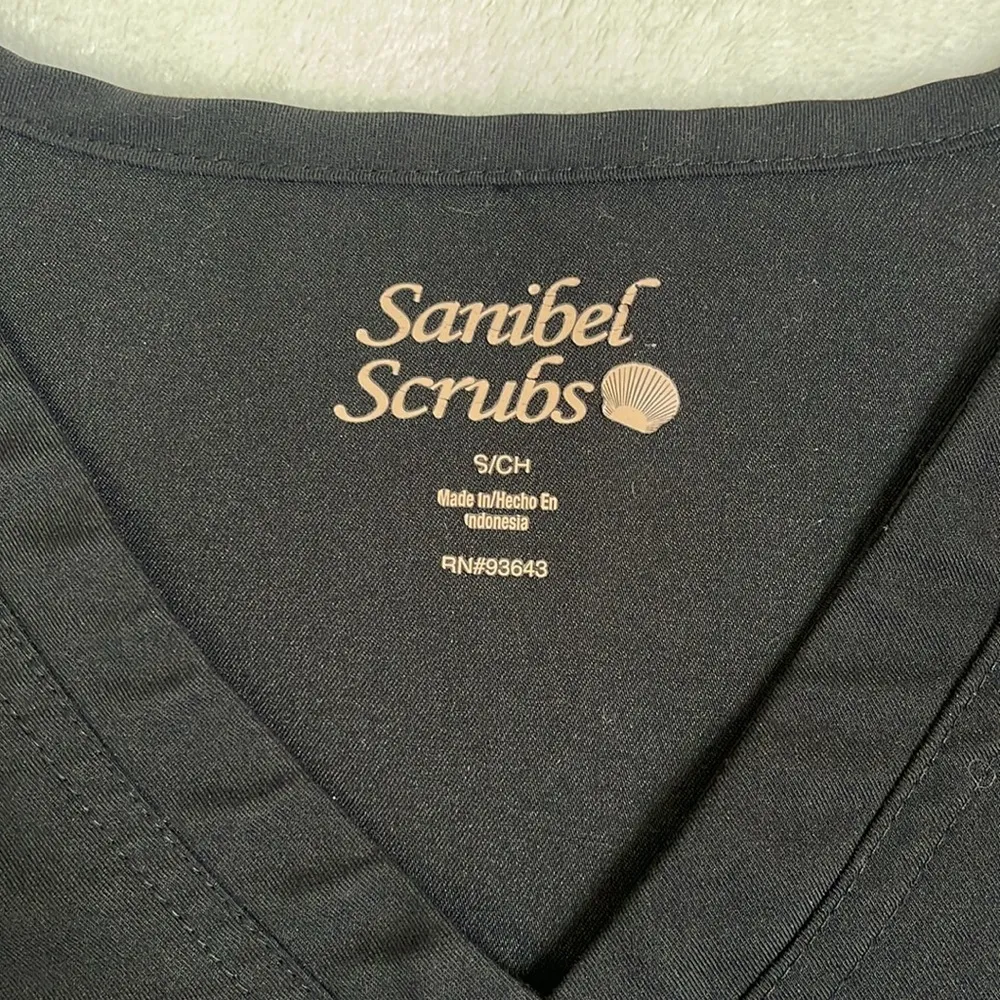 Sanibel
Scrubs
S/CH
Made In/Hecho En
Indonesia
RN#93643